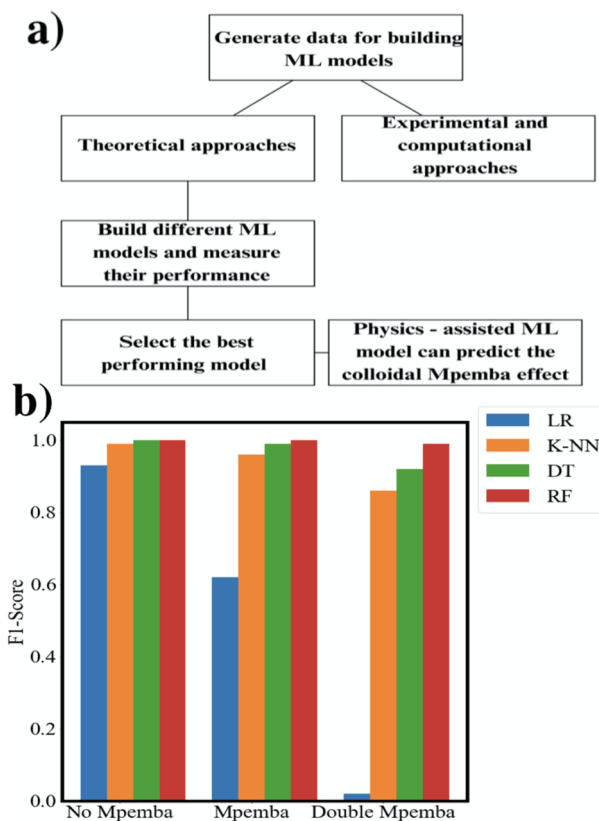 a)
Generate data for building
ML models
Theoretical approaches
Experimental and
computational
approaches
Build different ML
models and measure
their performance
Select the best
performing model
Physics - assisted ML
model can predict the
colloidal Mpemba effect
b)
LR
K-NN
DT
RF
1.0
0.8
0.6
0.4
0.2
0.0
F1-Score
No Mpemba
Mpemba
Double Mpemba